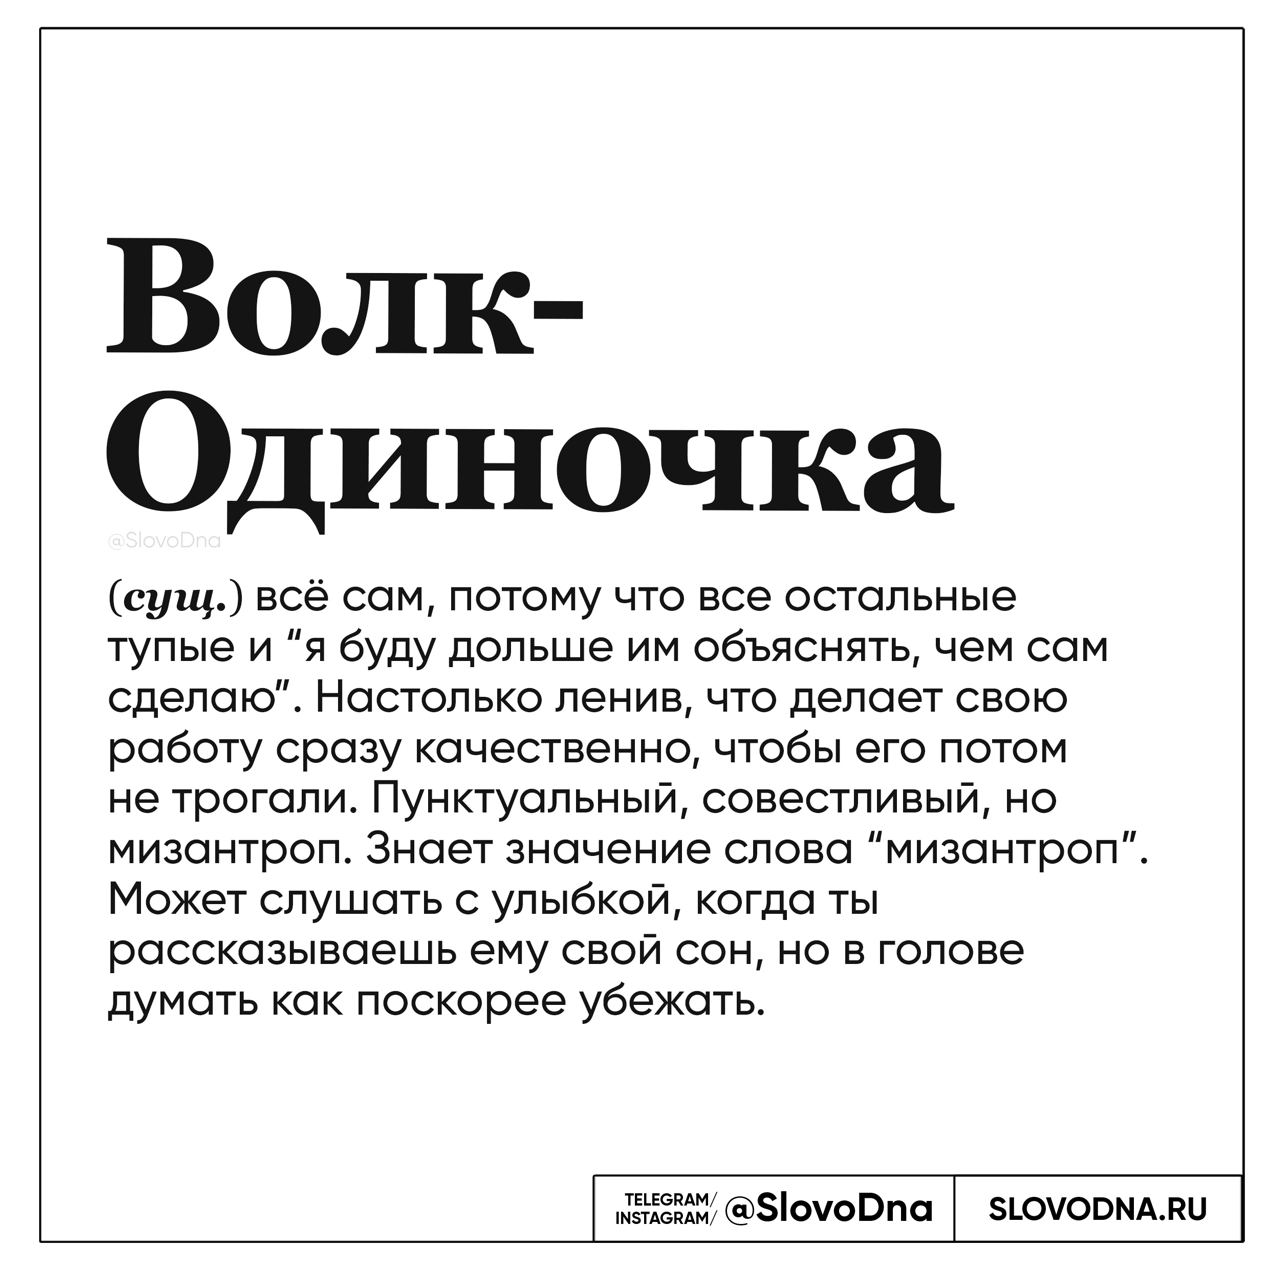 Волк-
Одиночка
@SlovoDna
(сущ.) всё сам, потому что все остальные
тупые и “я буду дольше им объяснять, чем сам
сделаю”. Настолько ленив, что делает свою
работу сразу качественно, чтобы его потом
не трогали. Пунктуальный, совестливый, но
мизантроп. Знает значение слова “мизантроп”.
Может слушать с улыбкой, когда ты
рассказываешь ему свой сон, но в голове
думать как поскорее убежать.
TELEGRAM/
INSTAGRAM/
@SlovoDna
SLOVODNA.RU